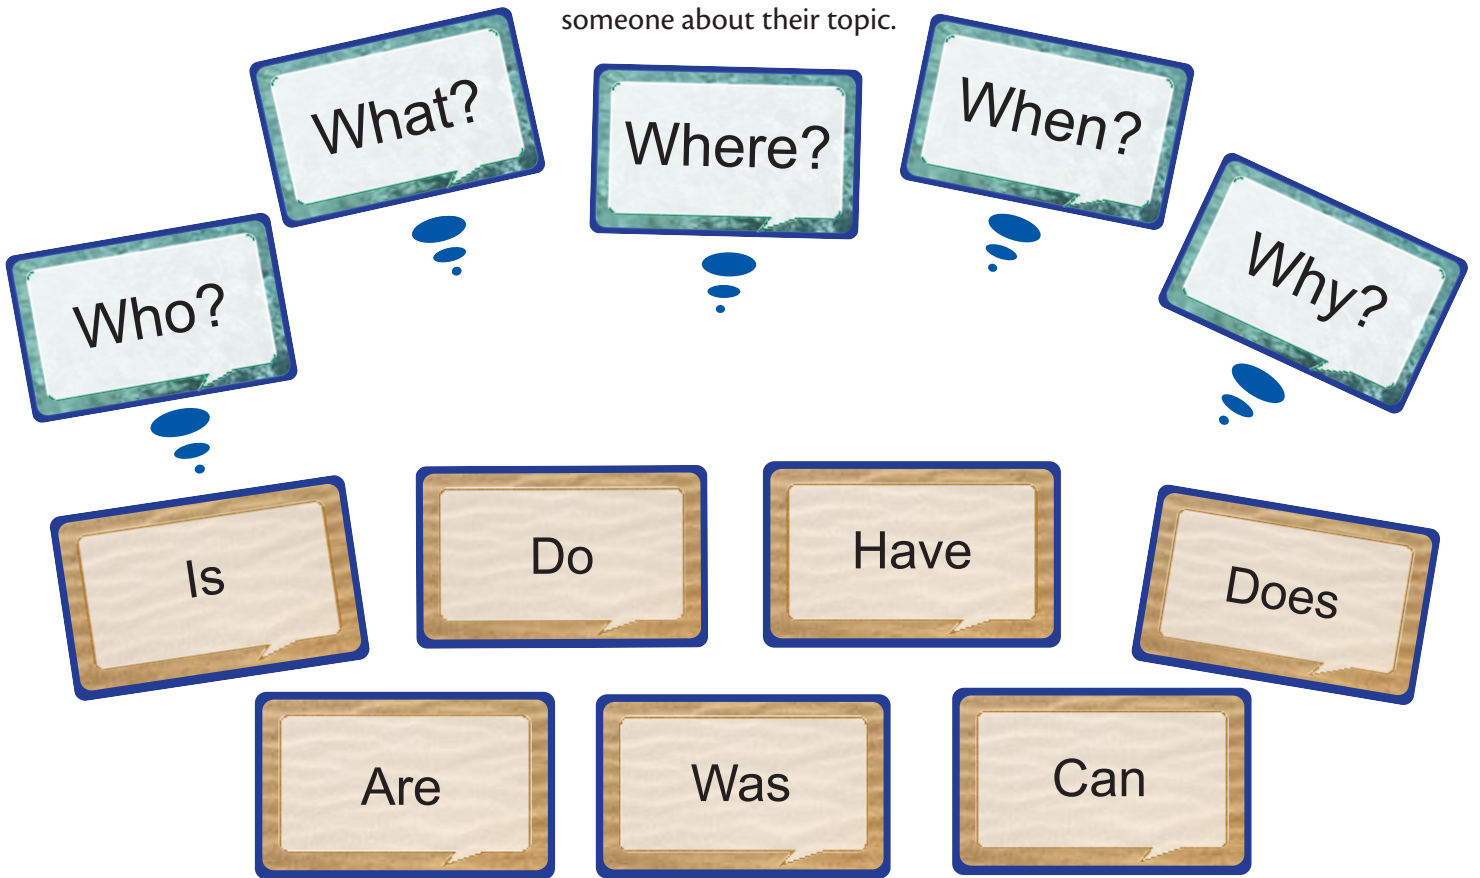 someone about their topic.
What?
Where?
When?
Why?
Who?
Is
Do
Have
Does
Are
Was
Can